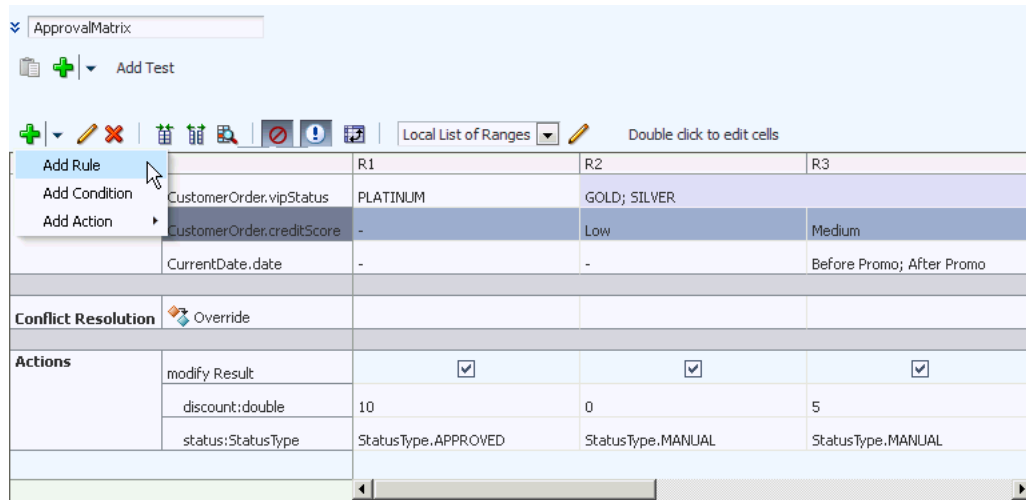 ApprovalMatrix
Add Test
Local List of Ranges Double click to edit cells
Add Rule R1 R2 R3
Add Condition CustomerOrder.vipStatus PLATINUM GOLD; SILVER
Add Action CustomerOrder.creditScore - Low Medium
CurrentDate.date - - Before Promo; After Promo
Conflict Resolution Override
Actions modify Result
discount:double 10 0 5
status:StatusType StatusType.APPROVED StatusType.MANUAL StatusType.MANUAL